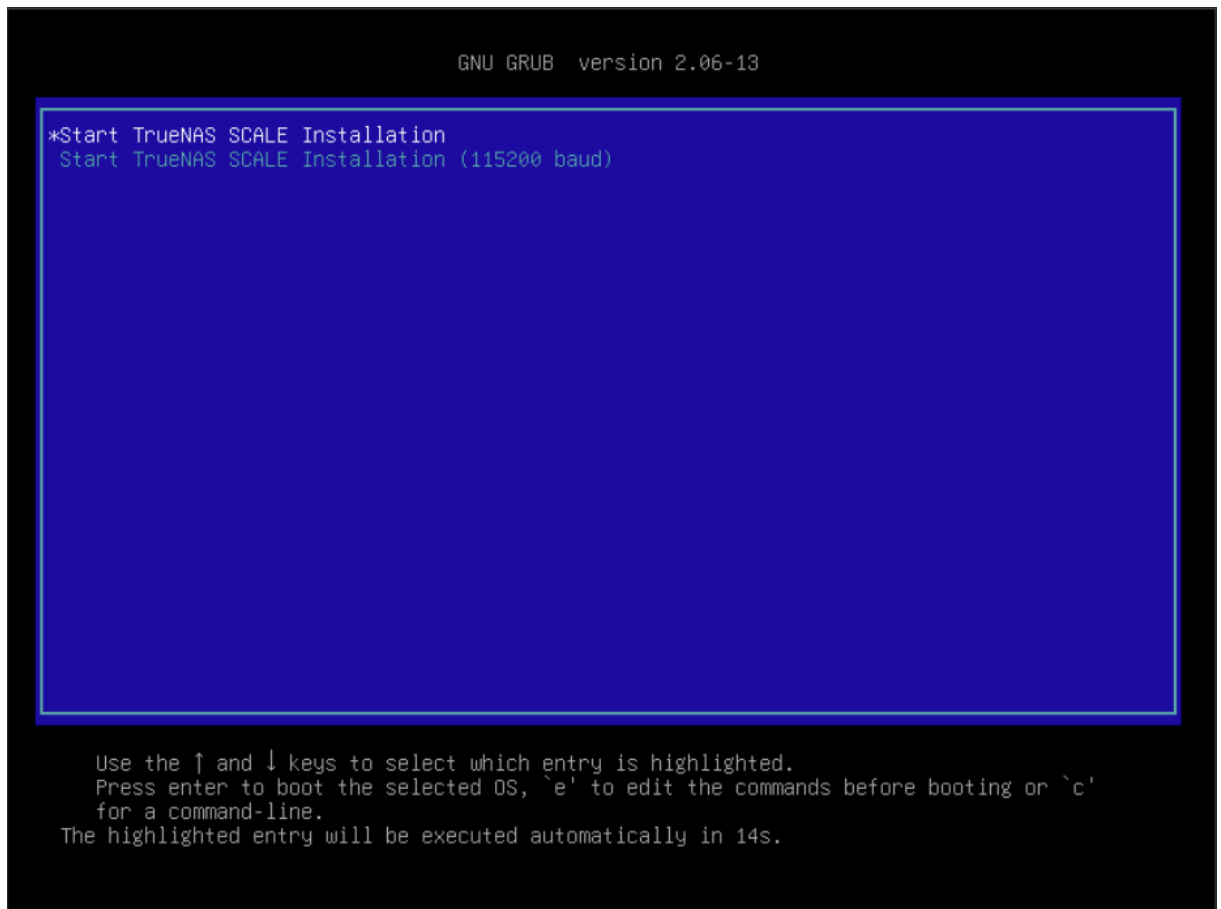 GNU GRUB  version 2.06-13
*Start TrueNAS SCALE Installation
Start TrueNAS SCALE Installation (115200 baud)
Use the ↑ and ↓ keys to select which entry is highlighted.
Press enter to boot the selected OS, `e' to edit the commands before booting or `c'
for a command-line.
The highlighted entry will be executed automatically in 14s.